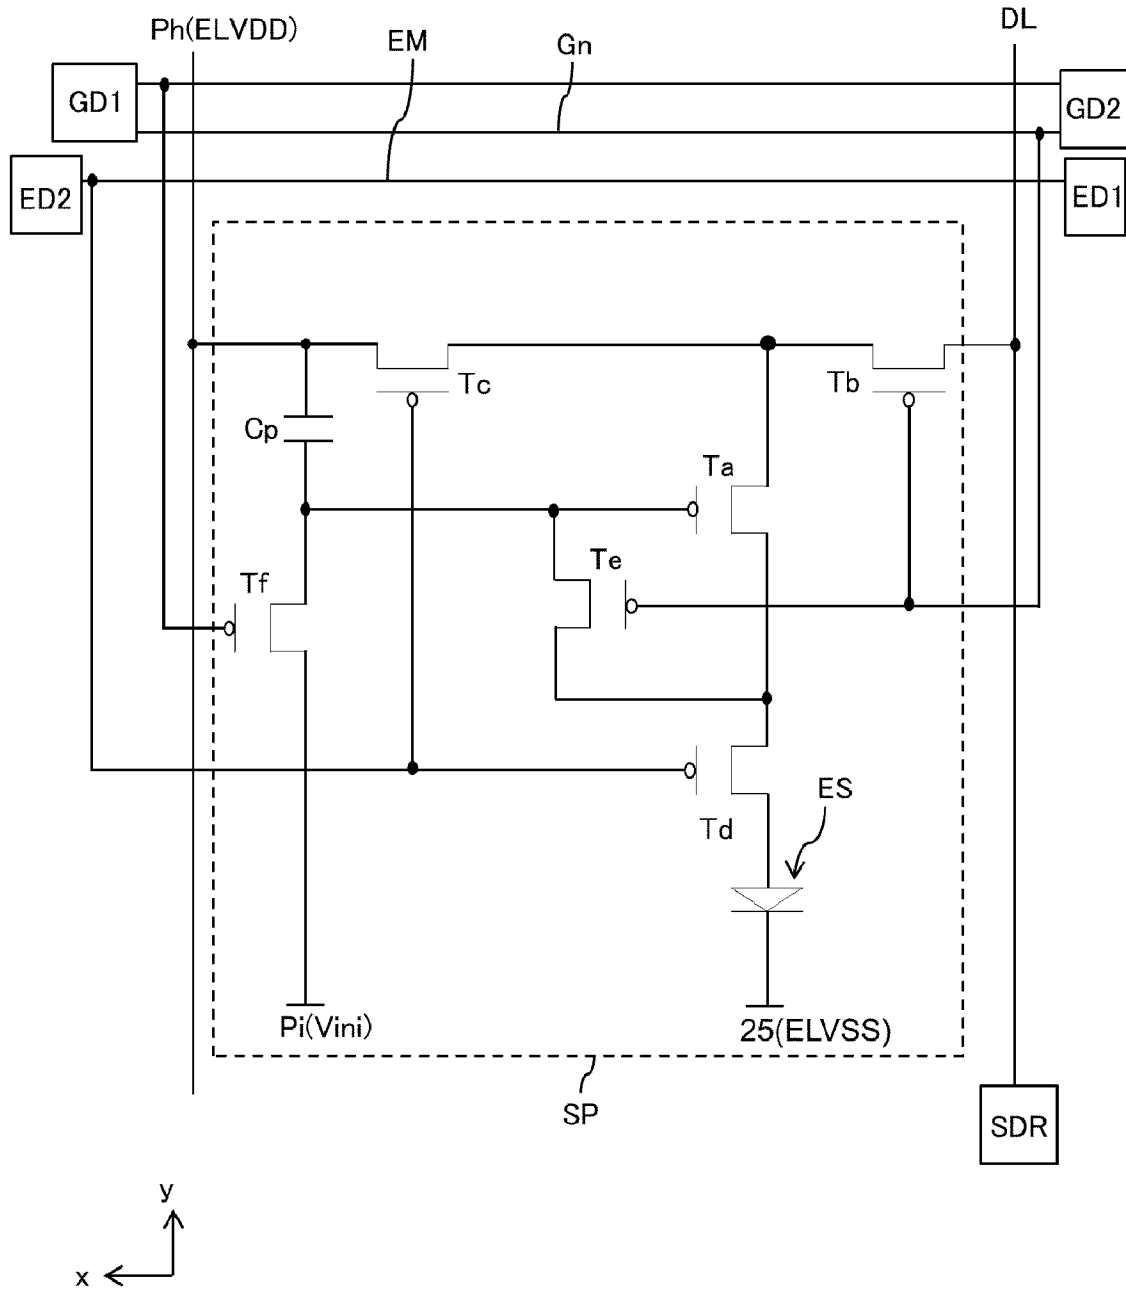 Ph(ELVDD)
DL
EM
Gn
GD1
GD2
ED2
ED1
Tc
Tb
Cp
Ta
Te
Tf
ES
Td
Pi(Vini)
25(ELVSS)
SP
SDR
y
x